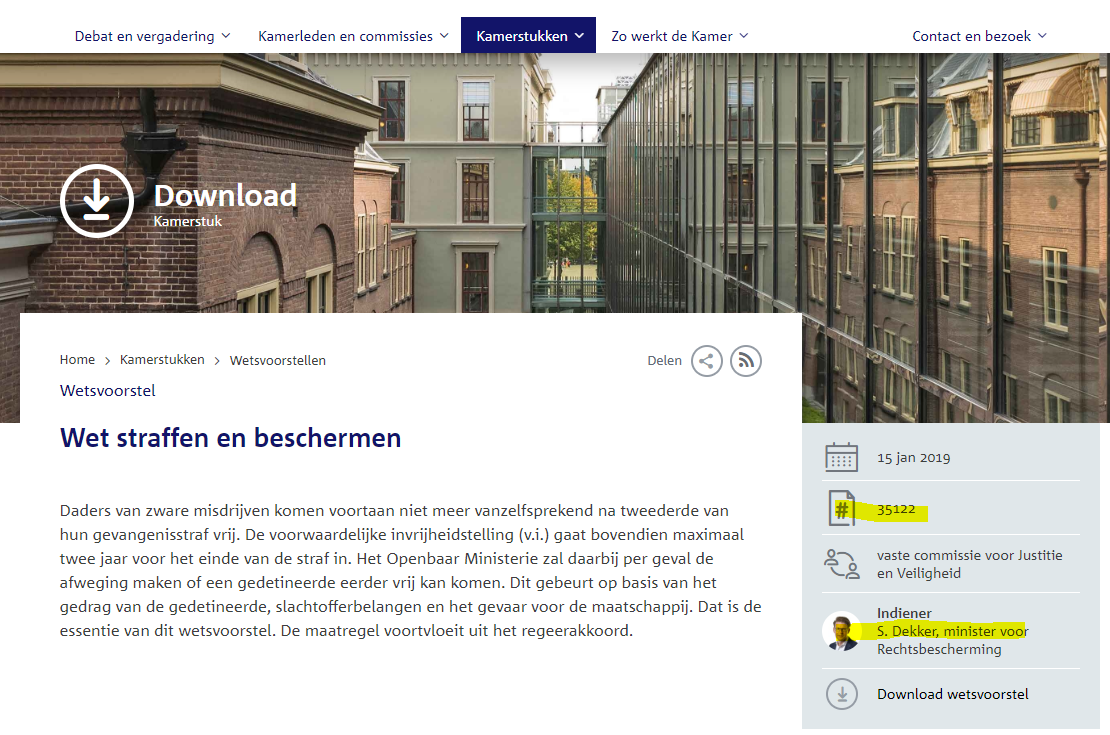 Debat en vergadering
Kamerleden en commissies
Kamerstukken
Zo werkt de Kamer
Contact en bezoek
Download
Kamerstuk
Home > Kamerstukken > Wetsvoorstellen
Delen
Wetsvoorstel
Wet straffen en beschermen
Daders van zware misdrijven komen voortaan niet meer vanzelfsprekend na tweederde van
hun gevangenisstraf vrij. De voorwaardelijke invrijheidstelling (v.i.) gaat bovendien maximaal
twee jaar voor het einde van de straf in. Het Openbaar Ministerie zal daarbij per geval de
afweging maken of een gedetineerde eerder vrij kan komen. Dit gebeurt op basis van het
gedrag van de gedetineerde, slachtofferbelangen en het gevaar voor de maatschappij. Dat is de
essentie van dit wetsvoorstel. De maatregel voortvloeit uit het regeerakkoord.
15 jan 2019
# 35122
vaste commissie voor Justitie
en Veiligheid
Indiener
S. Dekker, minister voor
Rechtsbescherming
Download wetsvoorstel